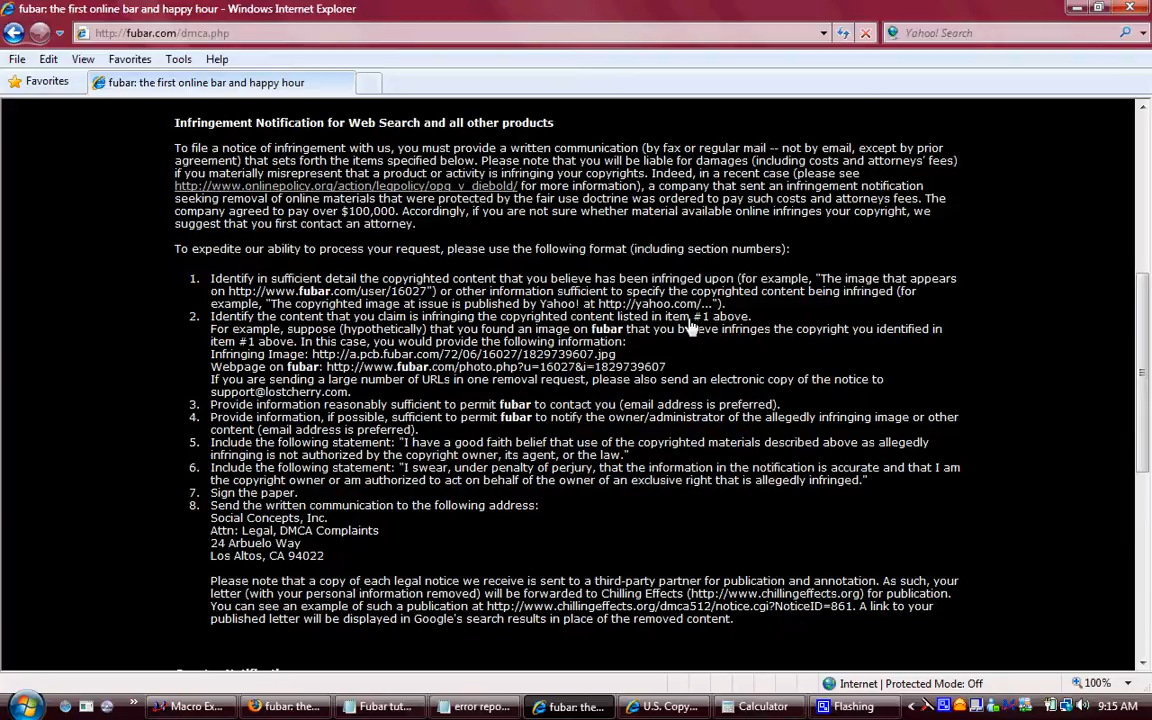 fubar: the first online bar and happy hour - Windows Internet Explorer
http://fubar.com/dmca.php
Yahoo! Search
File Edit View Favorites Tools Help
Favorites fubar: the first online bar and happy hour
Infringement Notification for Web Search and all other products
To file a notice of infringement with us, you must provide a written communication (by fax or regular mail -- not by email, except by prior
agreement) that sets forth the items specified below. Please note that you will be liable for damages (including costs and attorneys' fees)
if you materially misrepresent that a product or activity is infringing your copyrights. Indeed, in a recent case (please see
http://www.onlinepolicy.org/action/legpolicy/opg_v_diebold/ for more information), a company that sent an infringement notification
seeking removal of online materials that were protected by the fair use doctrine was ordered to pay such costs and attorneys fees. The
company agreed to pay over $100,000. Accordingly, if you are not sure whether material available online infringes your copyright, we
suggest that you first contact an attorney.
To expedite our ability to process your request, please use the following format (including section numbers):
1. Identify in sufficient detail the copyrighted content that you believe has been infringed upon (for example, "The image that appears
on http://www.fubar.com/user/16027") or other information sufficient to specify the copyrighted content being infringed (for
example, "The copyrighted image at issue is published by Yahoo! at http://yahoo.com/...").
2. Identify the content that you claim is infringing the copyrighted content listed in item #1 above.
For example, suppose (hypothetically) that you found an image on fubar that you believe infringes the copyright you identified in
item #1 above. In this case, you would provide the following information:
Infringing Image: http://a.pcb.fubar.com/72/06/16027/1829739607.jpg
Webpage on fubar: http://www.fubar.com/photo.php?u=16027&i=1829739607
If you are sending a large number of URLs in one removal request, please also send an electronic copy of the notice to
support@lostcherry.com.
3. Provide information reasonably sufficient to permit fubar to contact you (email address is preferred).
4. Provide information, if possible, sufficient to permit fubar to notify the owner/administrator of the allegedly infringing image or other
content (email address is preferred).
5. Include the following statement: "I have a good faith belief that use of the copyrighted materials described above as allegedly
infringing is not authorized by the copyright owner, its agent, or the law."
6. Include the following statement: "I swear, under penalty of perjury, that the information in the notification is accurate and that I am
the copyright owner or am authorized to act on behalf of the owner of an exclusive right that is allegedly infringed."
7. Sign the paper.
8. Send the written communication to the following address:
Social Concepts, Inc.
Attn: Legal, DMCA Complaints
24 Arbuelo Way
Los Altos, CA 94022
Please note that a copy of each legal notice we receive is sent to a third-party partner for publication and annotation. As such, your
letter (with your personal information removed) will be forwarded to Chilling Effects (http://www.chillingeffects.org) for publication.
You can see an example of such a publication at http://www.chillingeffects.org/dmca512/notice.cgi?NoticeID=861. A link to your
published letter will be displayed in Google's search results in place of the removed content.
Internet | Protected Mode: Off 100%
Macro Ex... fubar: the... Fubar tut... error repo... fubar: the... U.S. Copy... Calculator Flashing 9:15 AM